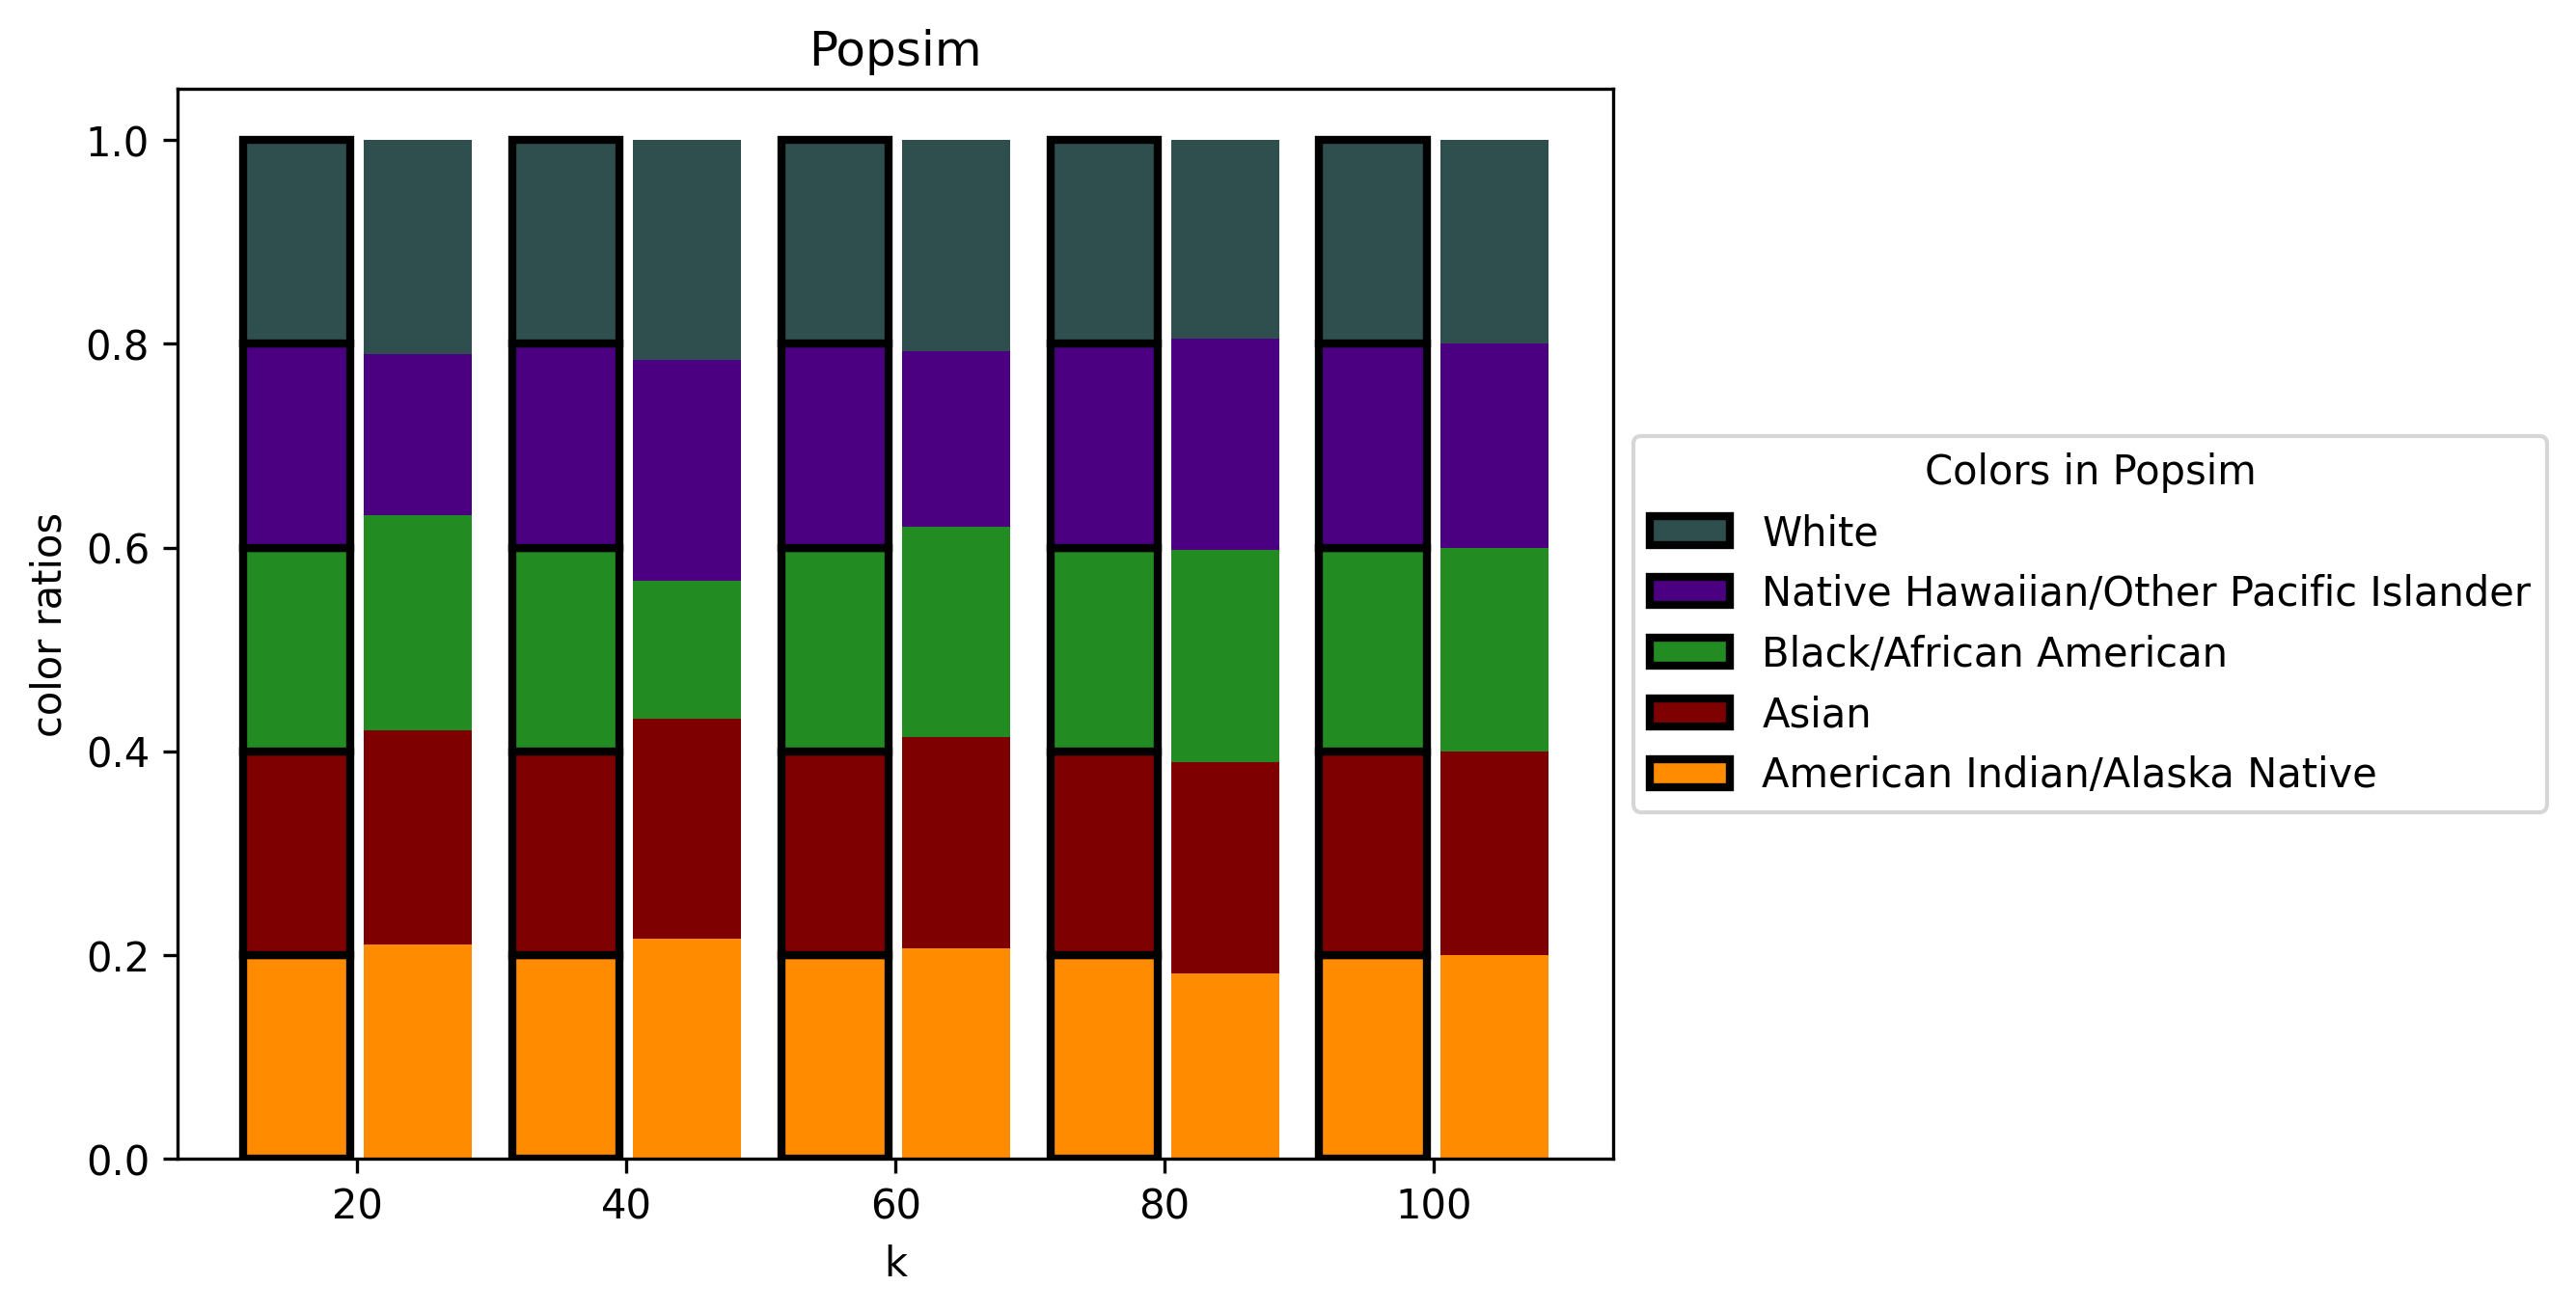 Popsim
1.0
0.8
0.6
0.4
0.2
0.0
color ratios
20 40 60 80 100
k
Colors in Popsim
White
Native Hawaiian/Other Pacific Islander
Black/African American
Asian
American Indian/Alaska Native